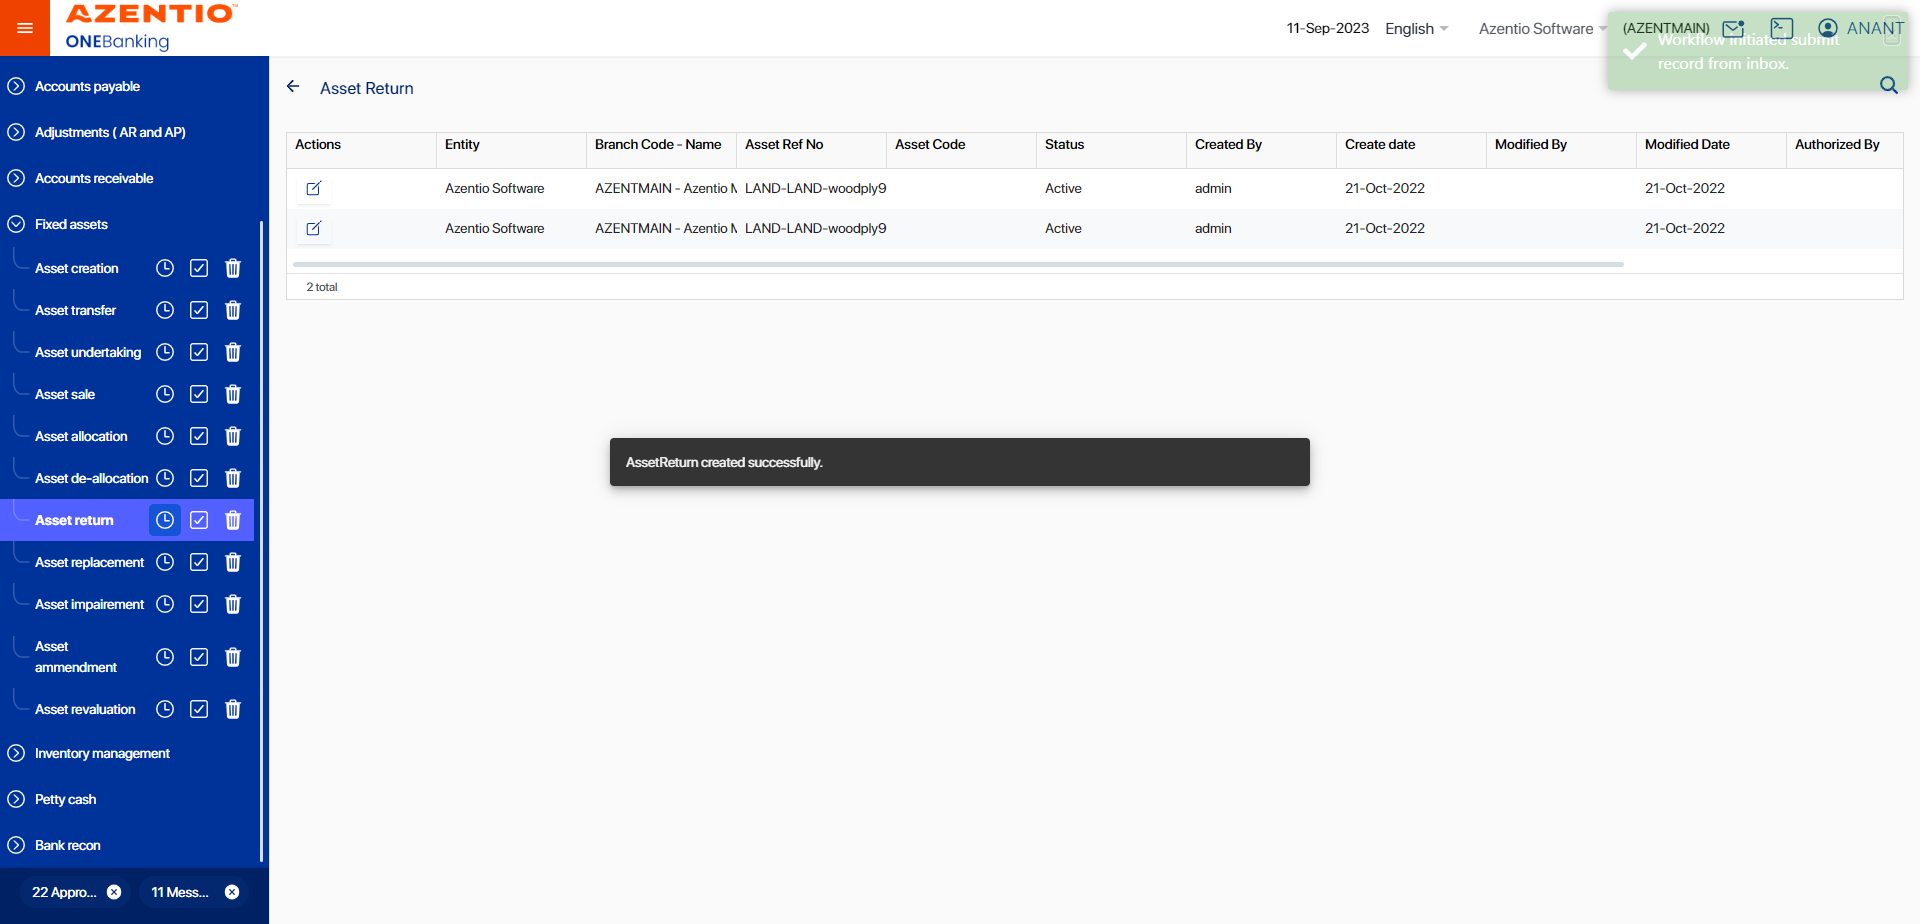 AZENTIO™
ONEBanking
11-Sep-2023 English Azentio Software (AZENTMAIN) ANANT
Workflow initiated submit
record from inbox.
Accounts payable
Adjustments ( AR and AP)
Accounts receivable
Fixed assets
Asset creation
Asset transfer
Asset undertaking
Asset sale
Asset allocation
Asset de-allocation
Asset return
Asset replacement
Asset impairement
Asset
ammendment
Asset revaluation
Inventory management
Petty cash
Bank recon
22 Appro...
11 Mess...
Asset Return
Actions Entity Branch Code - Name Asset Ref No Asset Code Status Created By Create date Modified By Modified Date Authorized By
Azentio Software AZENTMAIN - Azentio M LAND-LAND-woodply9 Active admin 21-Oct-2022 21-Oct-2022
Azentio Software AZENTMAIN - Azentio M LAND-LAND-woodply9 Active admin 21-Oct-2022 21-Oct-2022
2 total
AssetReturn created successfully.